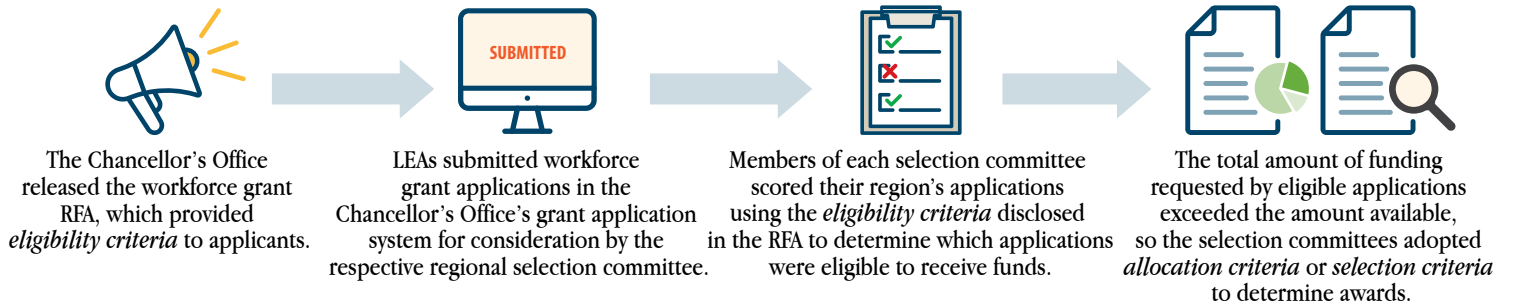 SUBMITTED
The Chancellor’s Office
released the workforce grant
RFA, which provided
eligibility criteria to applicants.
LEAs submitted workforce
grant applications in the
Chancellor’s Office’s grant application
system for consideration by the
respective regional selection committee.
Members of each selection committee
scored their region’s applications
using the eligibility criteria disclosed
in the RFA to determine which applications
were eligible to receive funds.
The total amount of funding
requested by eligible applications
exceeded the amount available,
so the selection committees adopted
allocation criteria or selection criteria
to determine awards.